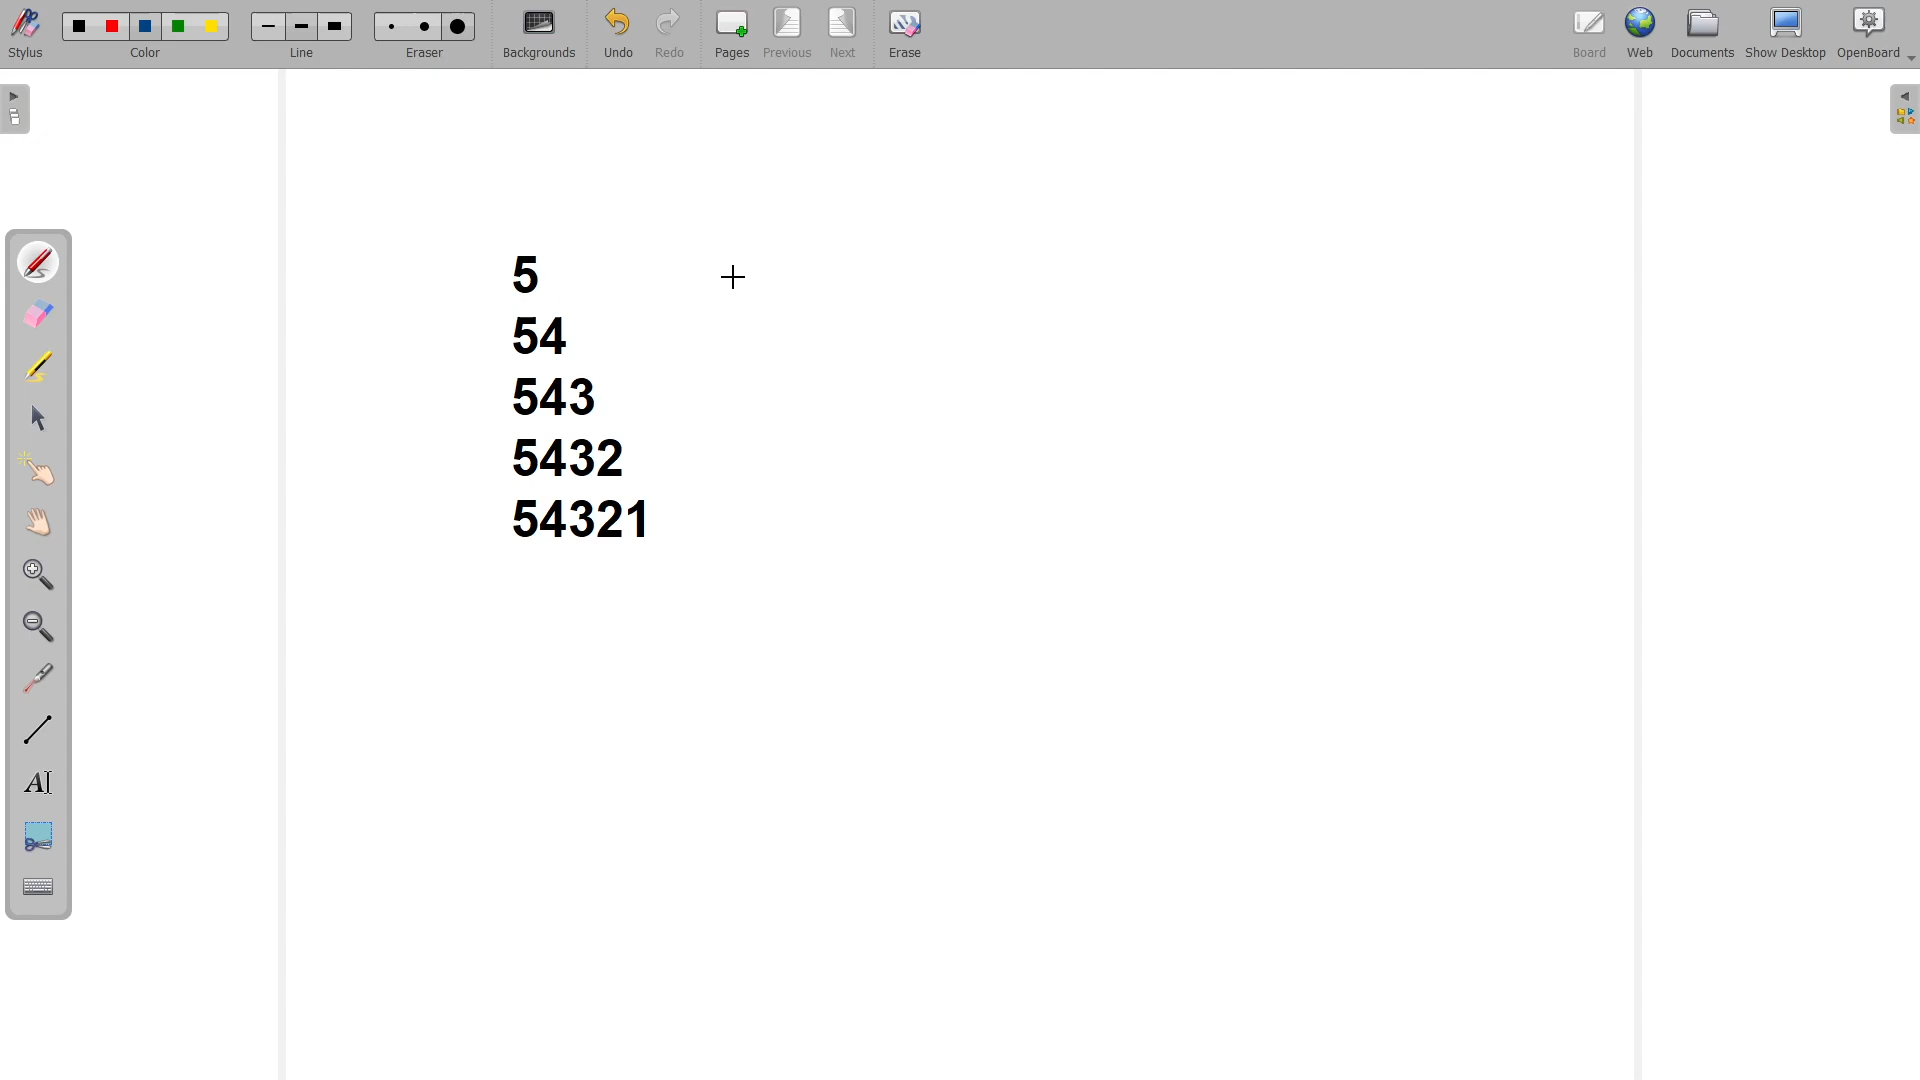 Stylus Color Line Eraser Backgrounds Undo Redo Pages Previous Next Erase Board Web Documents Show Desktop OpenBoard
5
54
543
5432
54321
AI